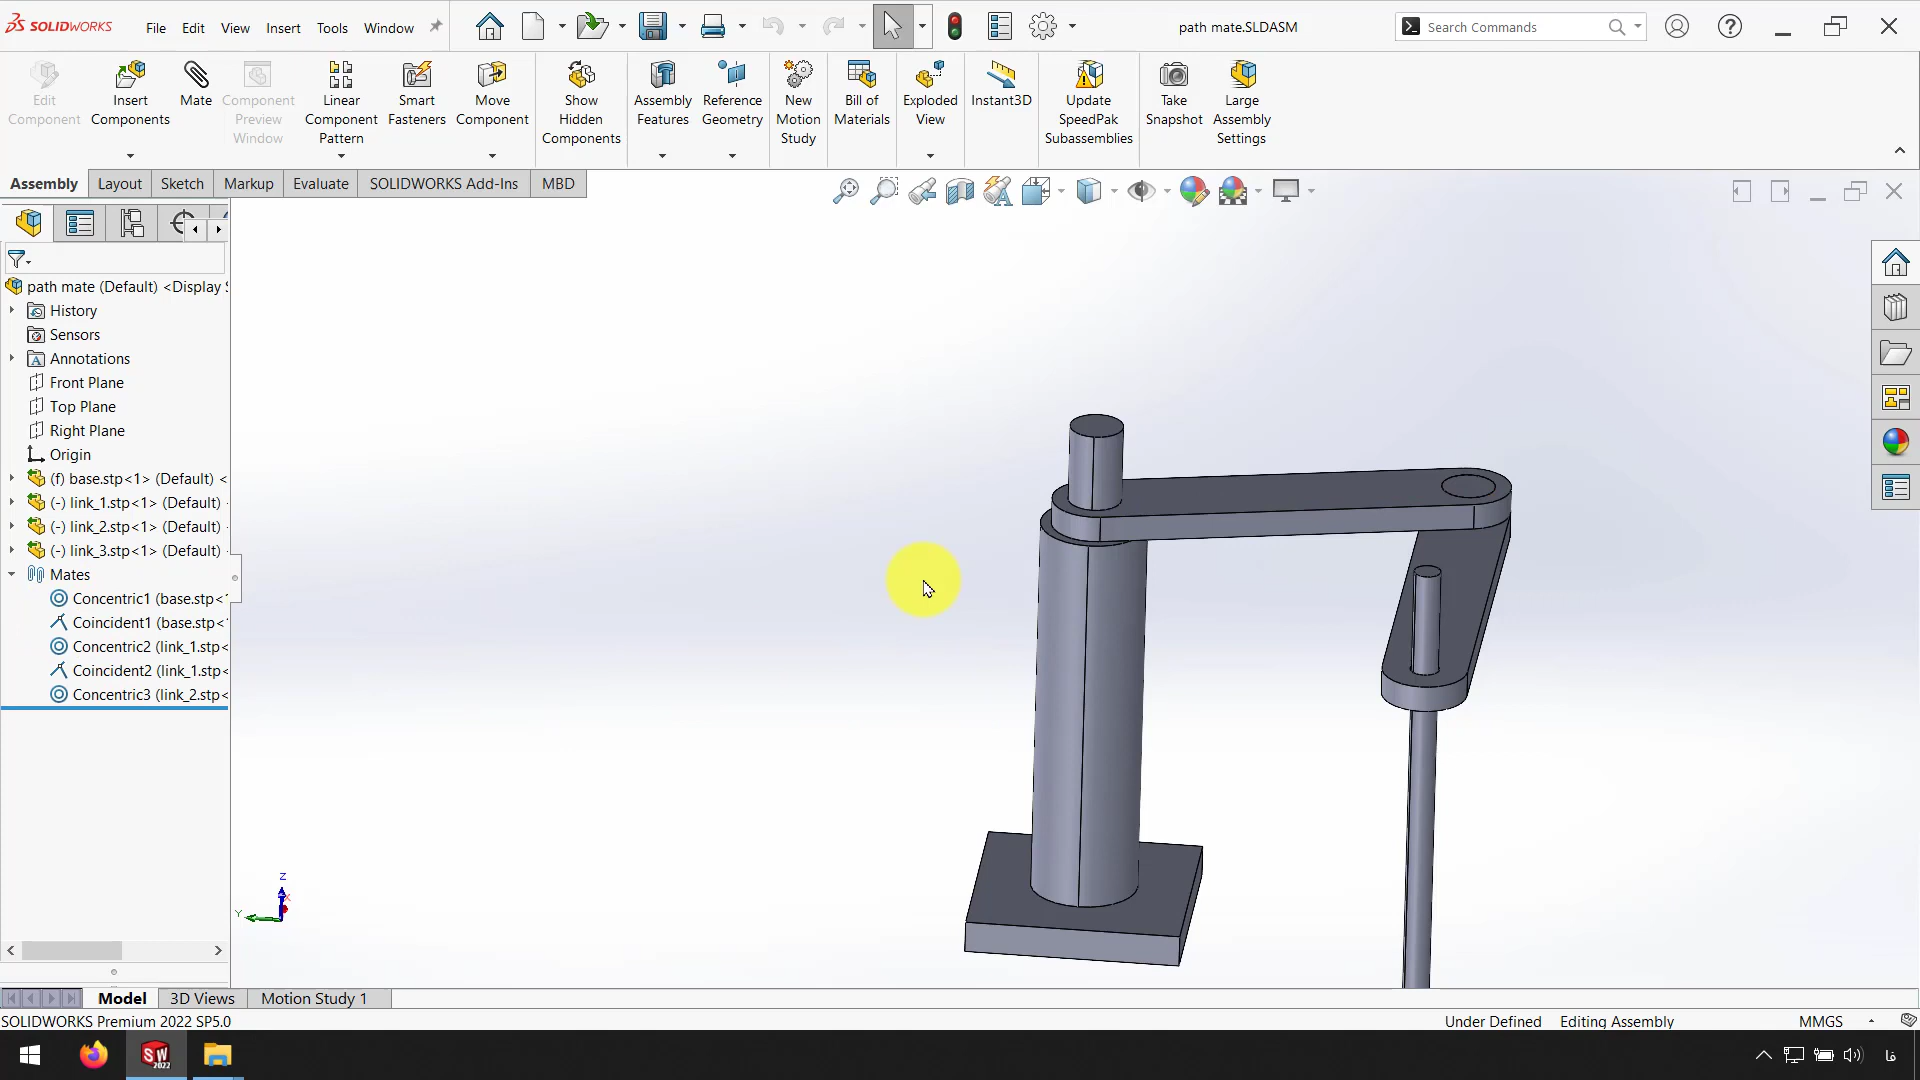 SOLIDWORKS File Edit View Insert Tools Window path mate.SLDASM Search Commands
Edit Component
Insert Components
Mate
Component Preview Window
Linear Component Pattern
Smart Fasteners
Move Component
Show Hidden Components
Assembly Features
Reference Geometry
New Motion Study
Bill of Materials
Exploded View
Instant3D
Update SpeedPak Subassemblies
Take Snapshot
Large Assembly Settings
Assembly Layout Sketch Markup Evaluate SOLIDWORKS Add-Ins MBD
path mate (Default) <Display
History
Sensors
Annotations
Front Plane
Top Plane
Right Plane
Origin
(f) base.stp<1> (Default) <
(-) link_1.stp<1> (Default)
(-) link_2.stp<1> (Default)
(-) link_3.stp<1> (Default)
Mates
Concentric1 (base.stp<
Coincident1 (base.stp<
Concentric2 (link_1.stp<
Coincident2 (link_1.stp<
Concentric3 (link_2.stp<
Z
Y
Model 3D Views Motion Study 1
SOLIDWORKS Premium 2022 SP5.0 Under Defined Editing Assembly MMGS
SW 2022 فا